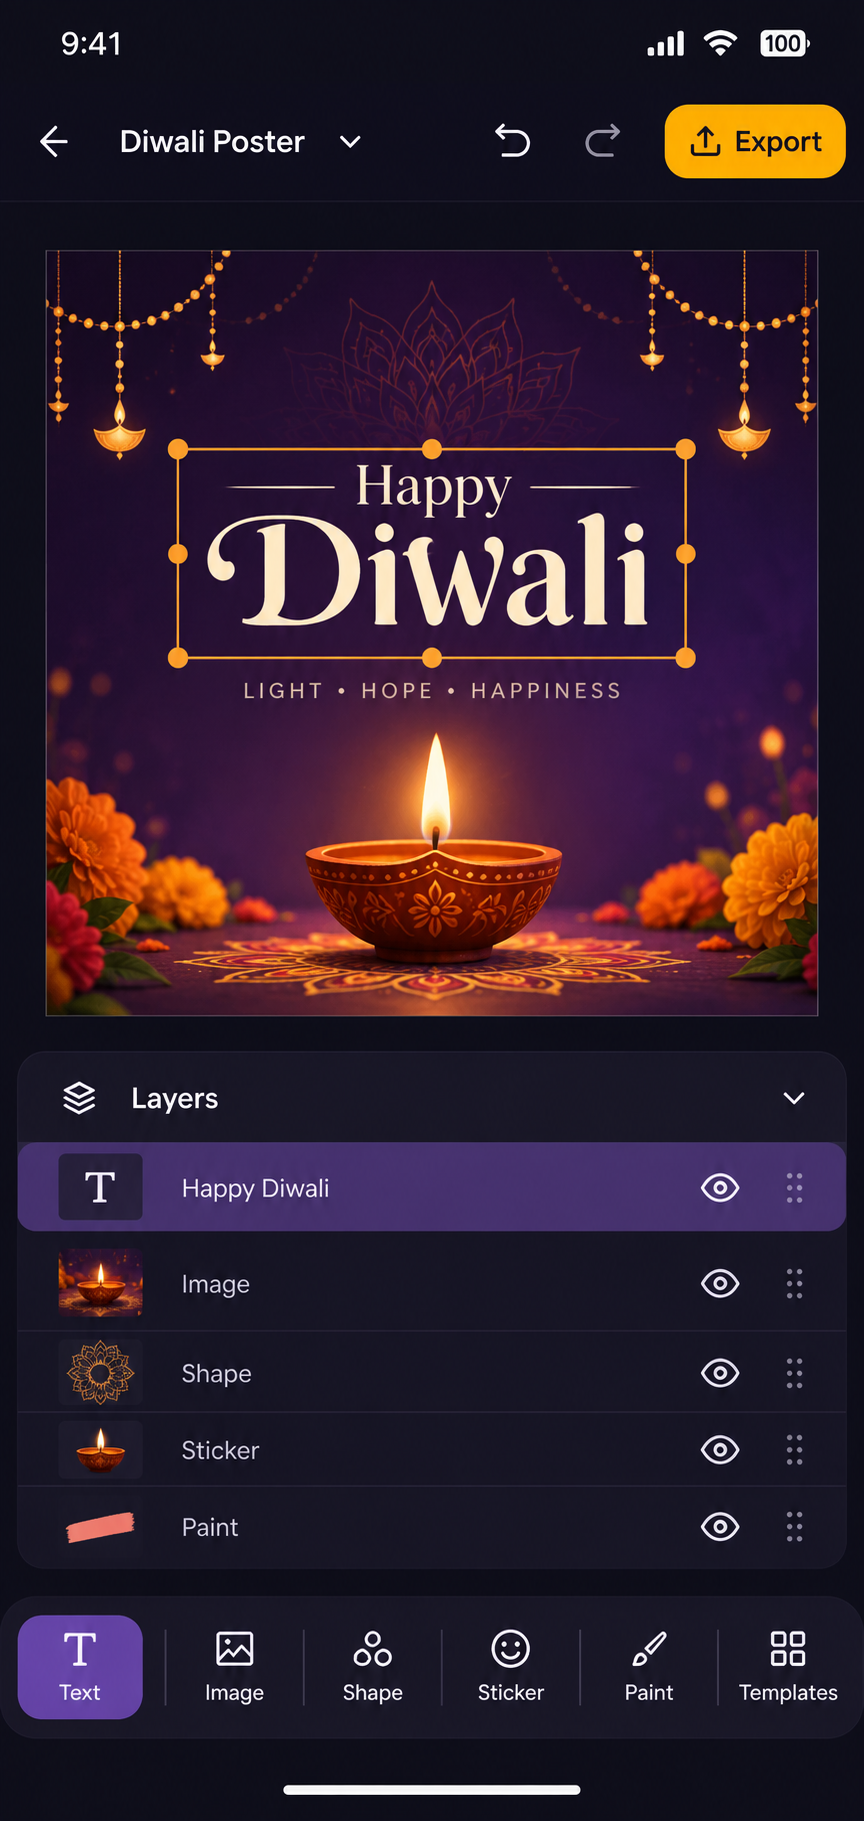 9:41
100
Diwali Poster
Export
Happy
Diwali
LIGHT • HOPE • HAPPINESS
Layers
T Happy Diwali
Image
Shape
Sticker
Paint
T
Text Image Shape Sticker Paint Templates